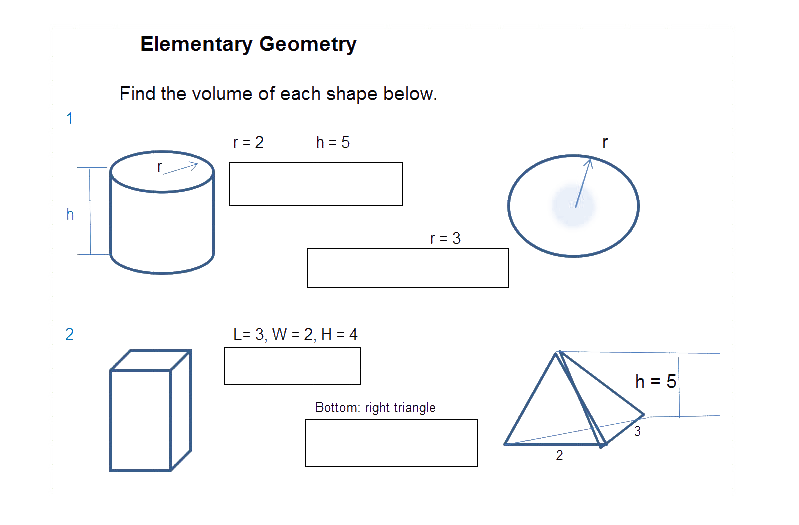 Elementary Geometry
Find the volume of each shape below.
1
r = 2 h = 5
r
r
h
r = 3
2
L= 3, W = 2, H = 4
h = 5
Bottom: right triangle
3
2